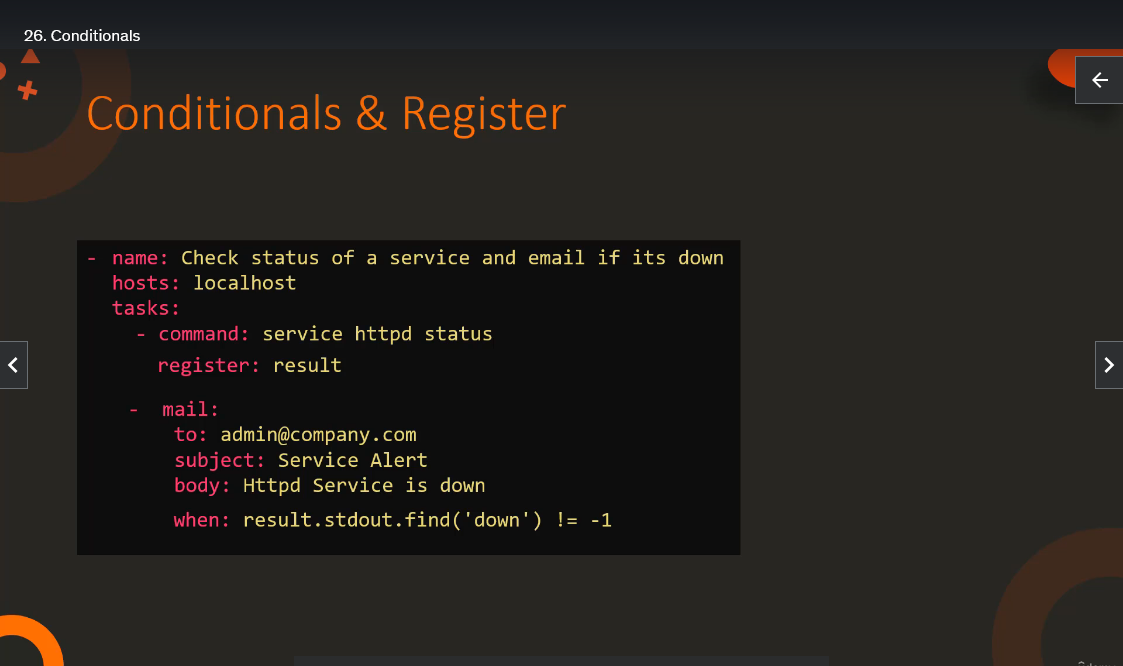 26. Conditionals
Conditionals & Register
- name: Check status of a service and email if its down
hosts: localhost
tasks:
- command: service httpd status
register: result
- mail:
to: admin@company.com
subject: Service Alert
body: Httpd Service is down
when: result.stdout.find('down') != -1